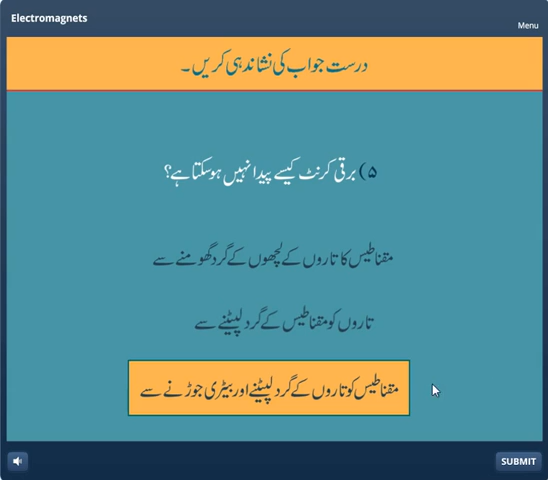 Electromagnets
Menu
درست جواب کی نشاندہی کریں۔
۵) برقی کرنٹ کیسے پیدا نہیں ہوسکتا ہے؟
مقناطیس کا تاروں کے لچھوں کے گرد گھومنے سے
تاروں کو مقناطیس کے گرد لپیٹنے سے
مقناطیس کو تاروں کے گرد لپیٹنے اور بیٹری جوڑنے سے
SUBMIT